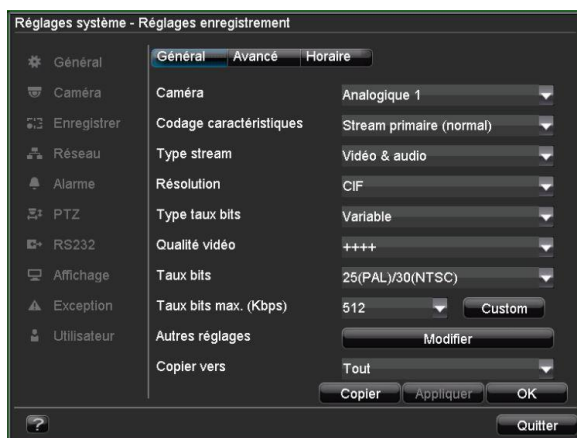 Réglages système - Réglages enregistrement
Général
Caméra
Enregistrer
Réseau
Alarme
PTZ
RS232
Affichage
Exception
Utilisateur
Général Avancé Horaire
Caméra Analogique 1
Codage caractéristiques Stream primaire (normal)
Type stream Vidéo & audio
Résolution CIF
Type taux bits Variable
Qualité vidéo ++++
Taux bits 25(PAL)/30(NTSC)
Taux bits max. (Kbps) 512 Custom
Autres réglages Modifier
Copier vers Tout
Copier Appliquer OK
? Quitter